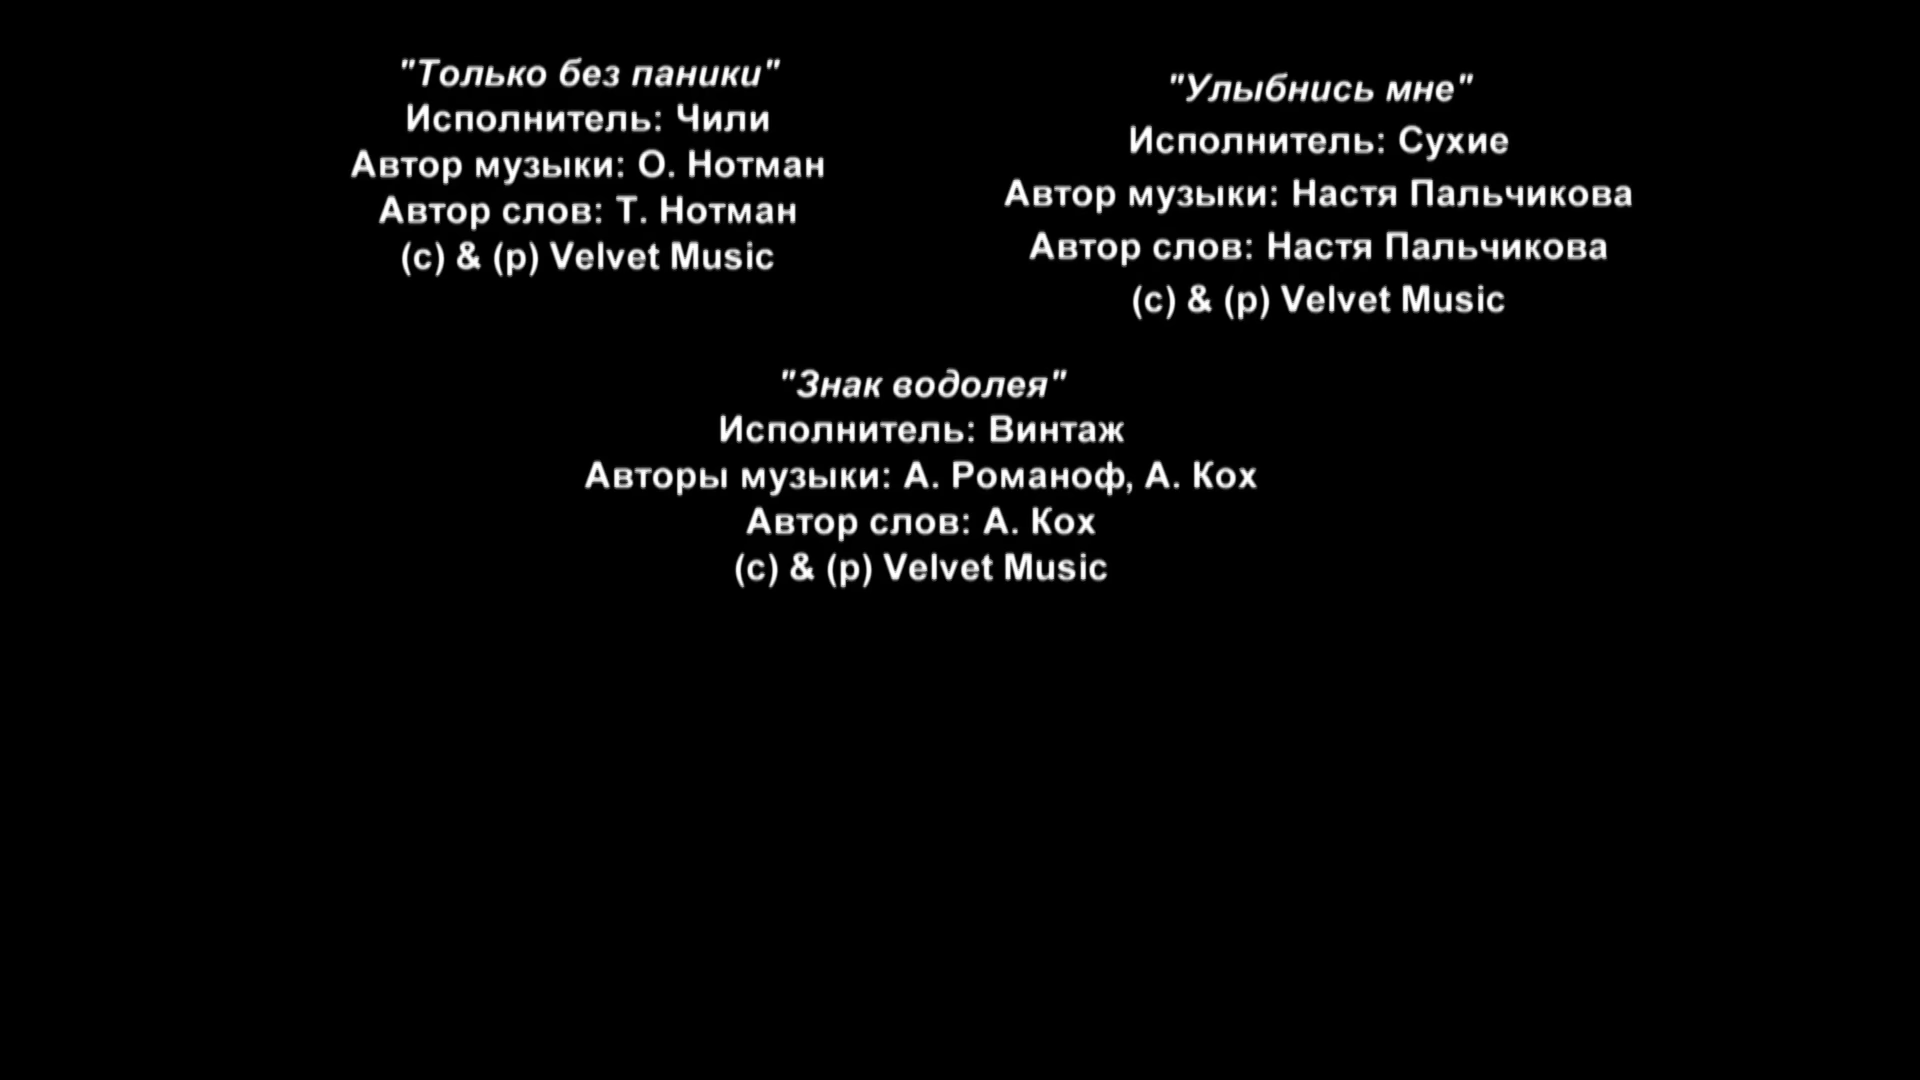 "Только без паники"
Исполнитель: Чили
Автор музыки: О. Нотман
Автор слов: Т. Нотман
(c) & (p) Velvet Music
"Улыбнись мне"
Исполнитель: Сухие
Автор музыки: Настя Пальчикова
Автор слов: Настя Пальчикова
(c) & (p) Velvet Music
"Знак водолея"
Исполнитель: Винтаж
Авторы музыки: А. Романоф, А. Кох
Автор слов: А. Кох
(c) & (p) Velvet Music